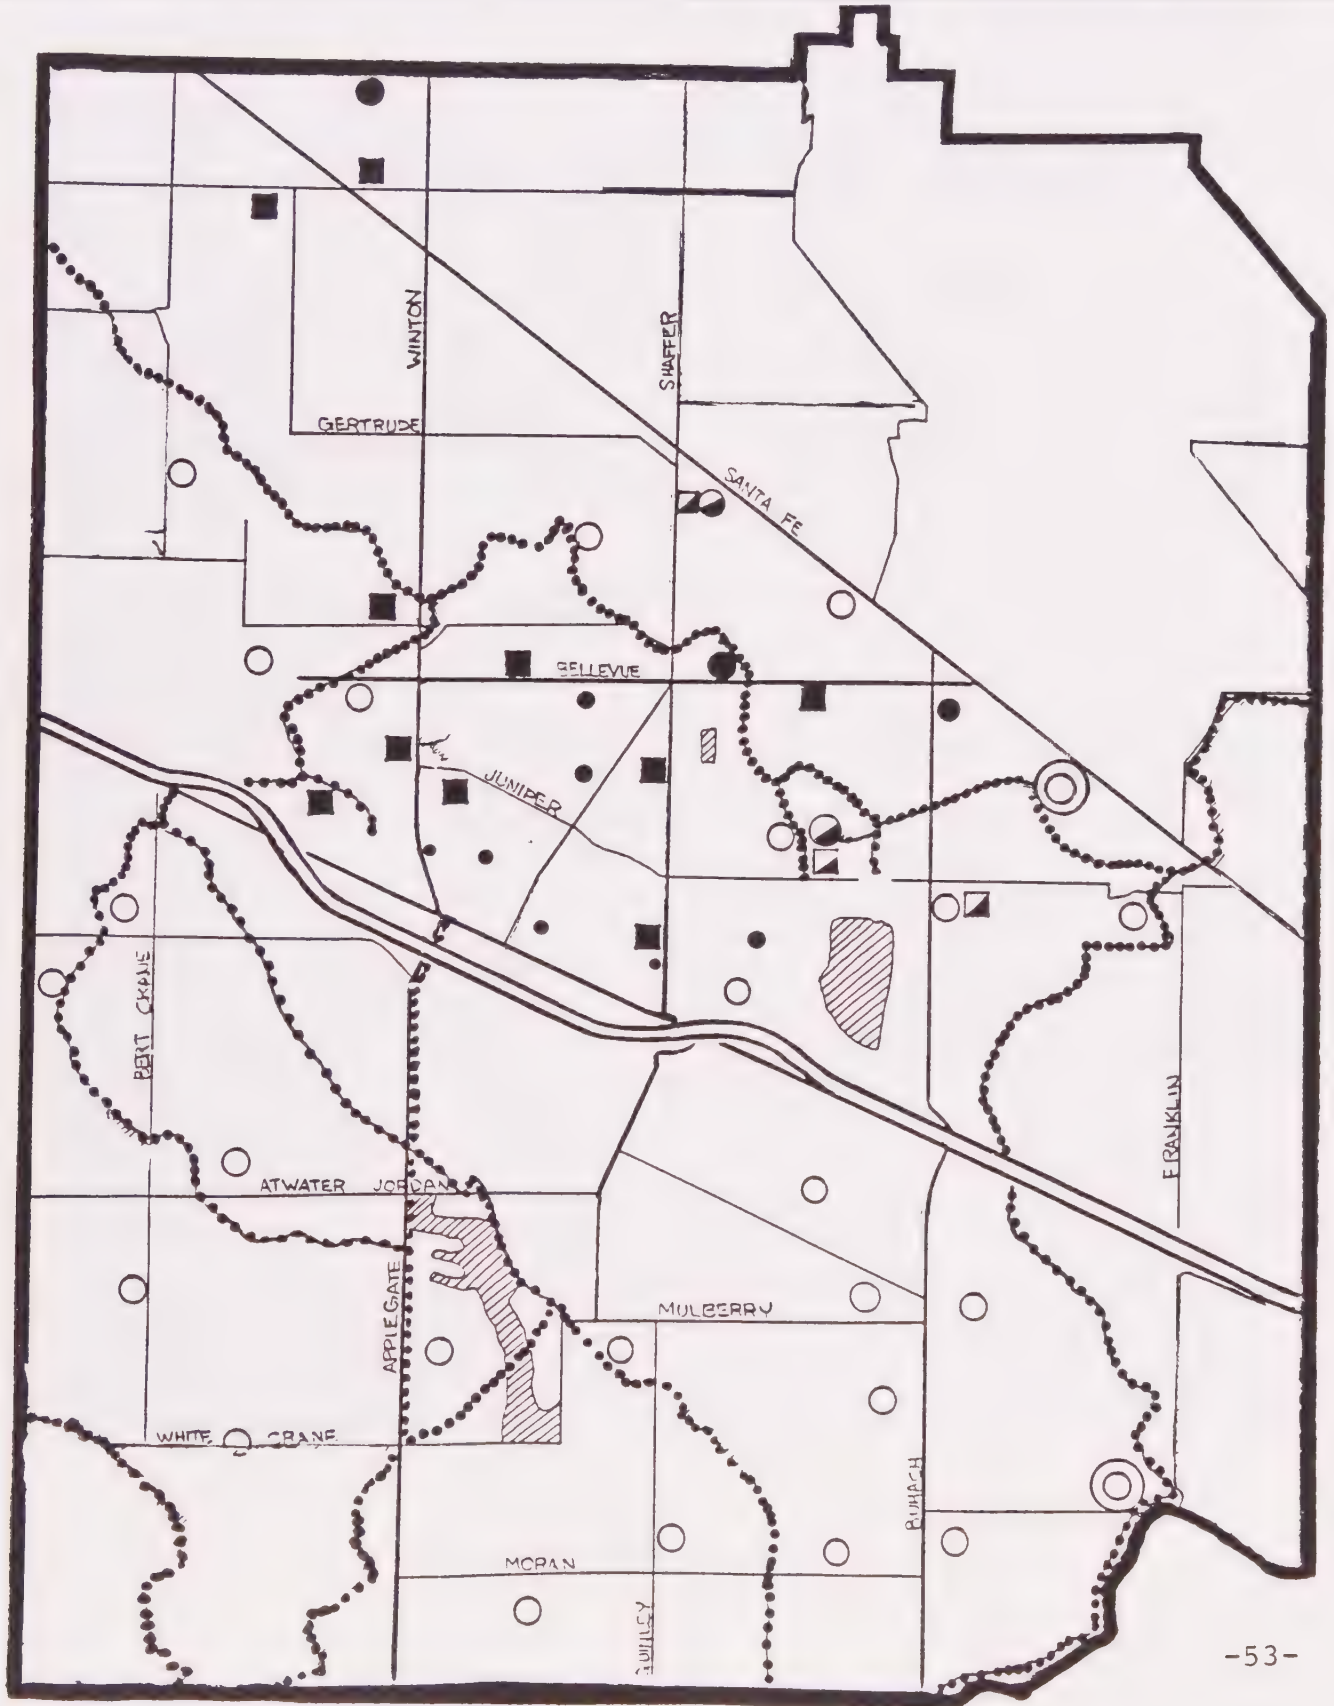 WINTON
SHAFFER
GERTRUDE
SANTA FE
BELLEVUE
JUNIPER
BERT CRANE
FRANKLIN
ATWATER JORDAN
APPLEGATE
MULBERRY
WHITE CRANE
BUHACH
MORAN
GUINLEY
-53-